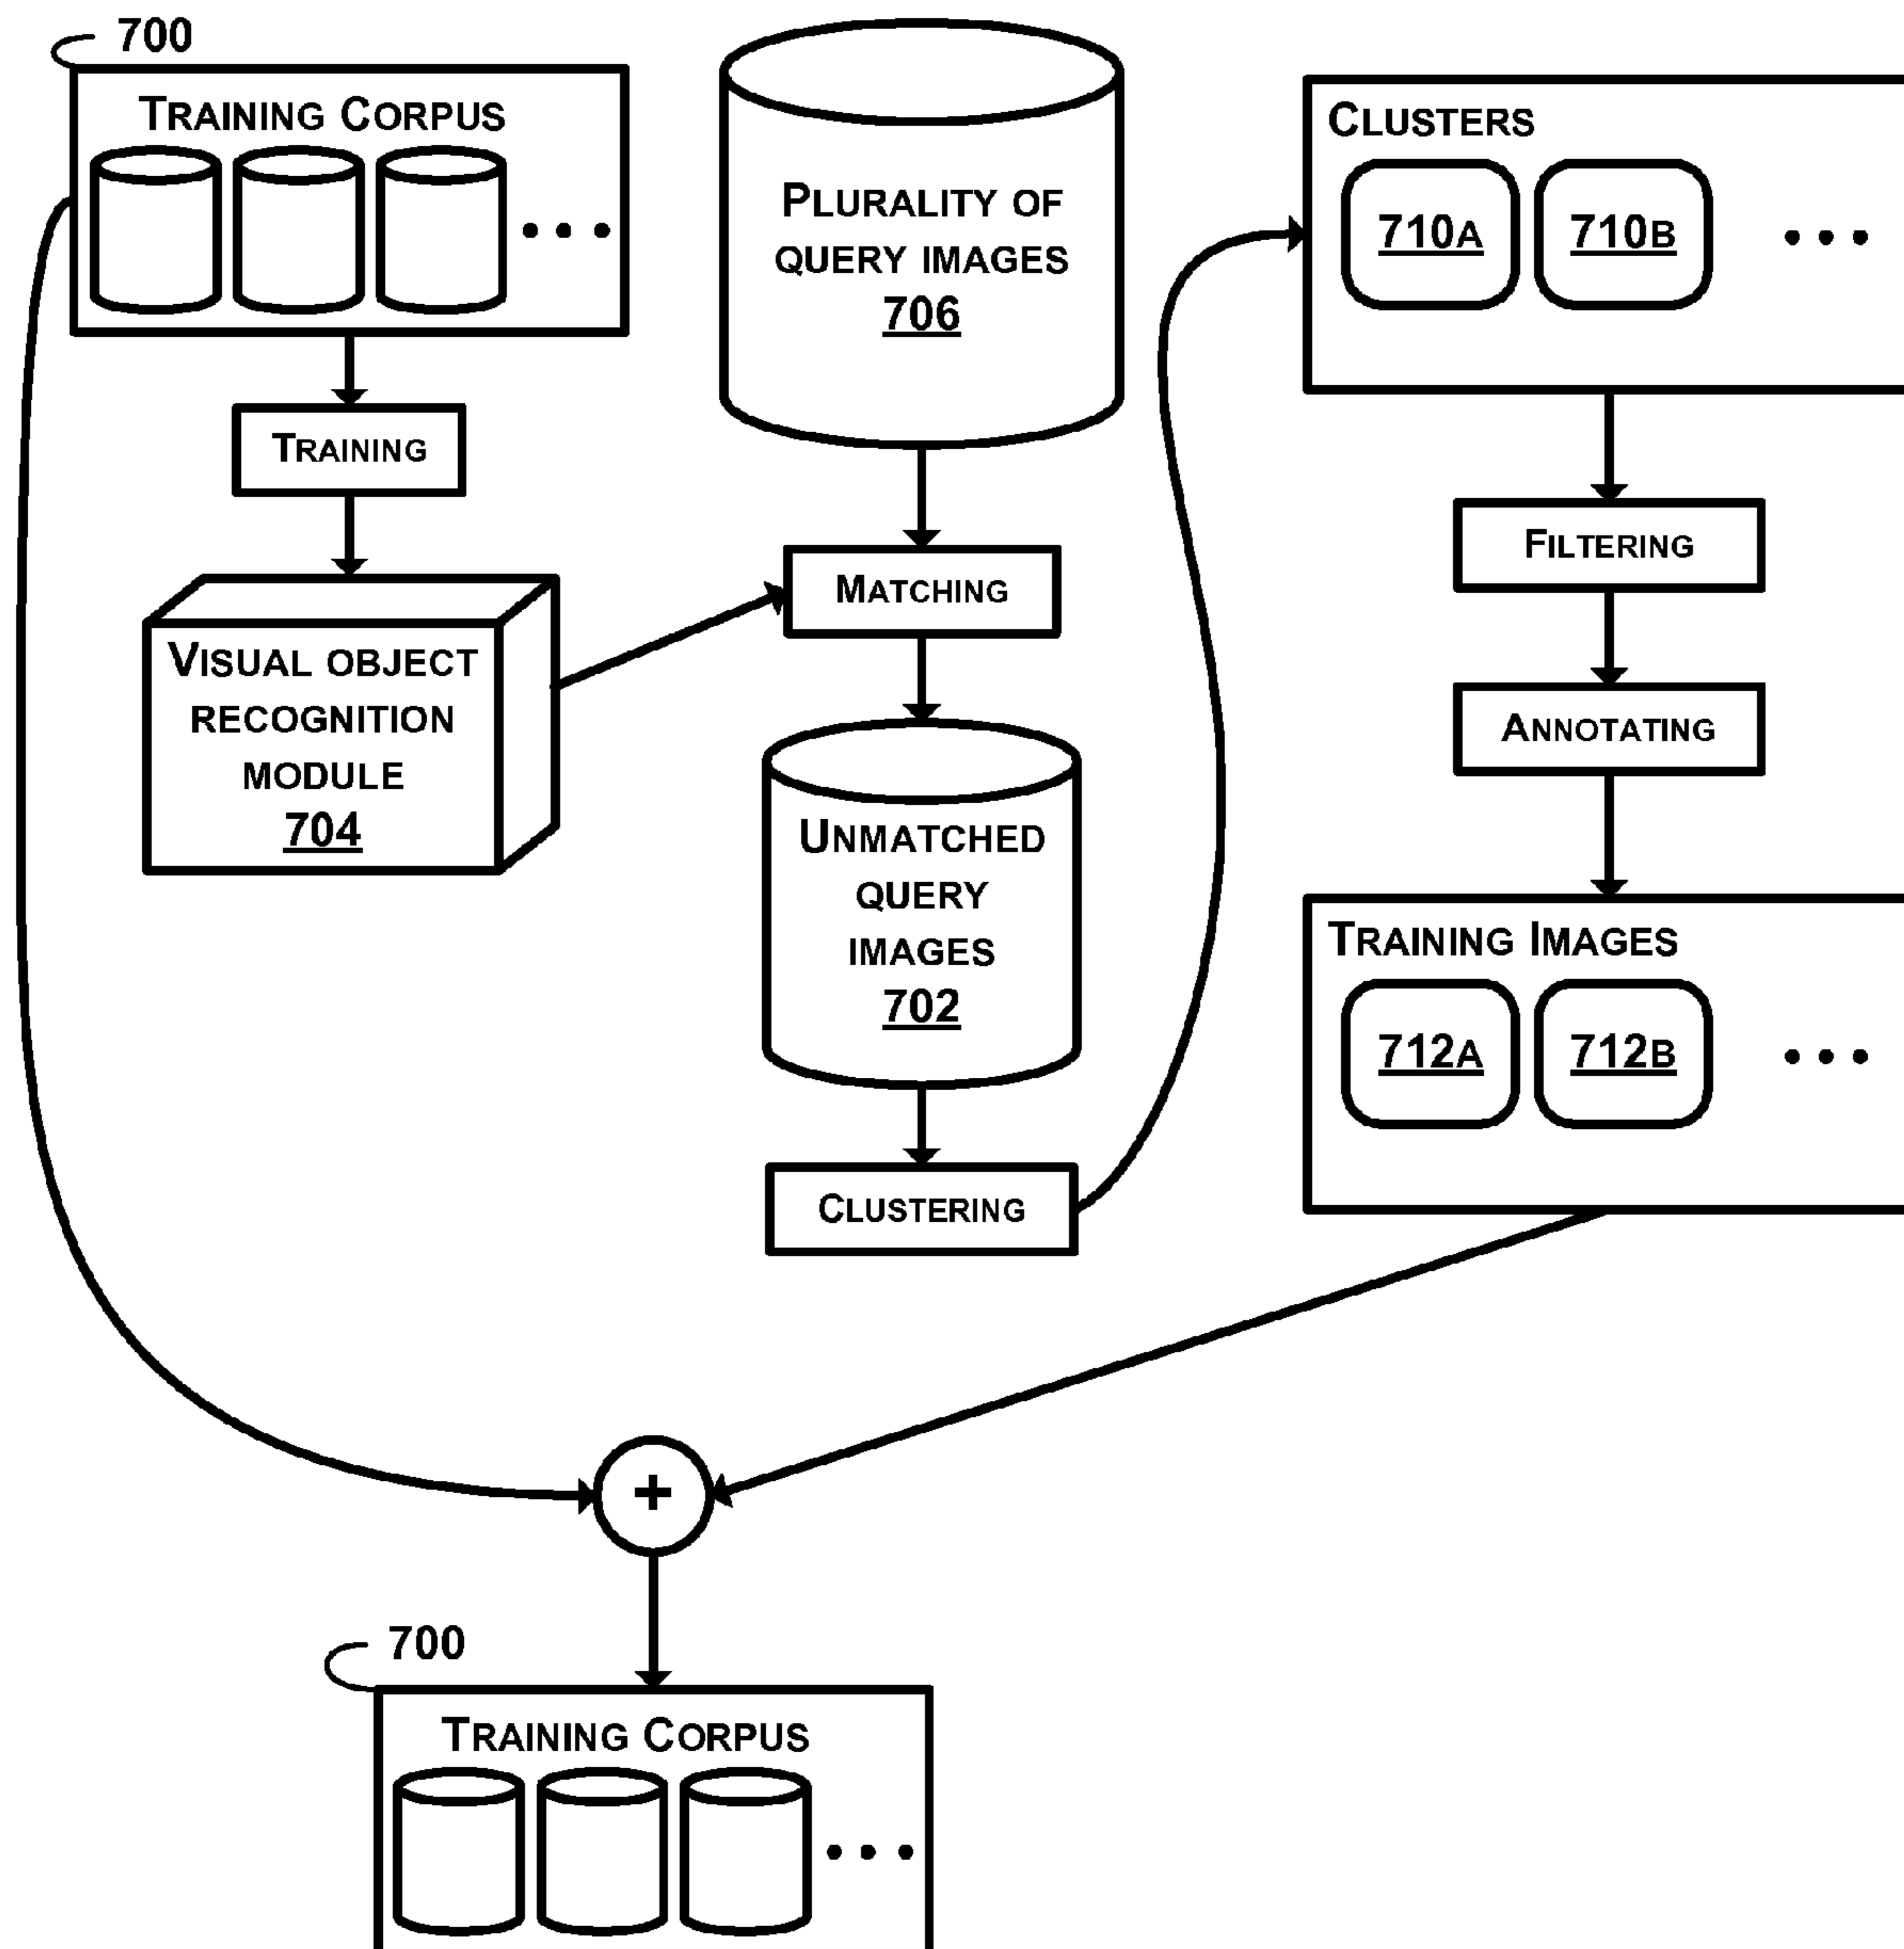 700
TRAINING CORPUS
TRAINING
VISUAL OBJECT
RECOGNITION
MODULE
704
PLURALITY OF
QUERY IMAGES
706
MATCHING
UNMATCHED
QUERY
IMAGES
702
CLUSTERING
CLUSTERS
710A 710B
FILTERING
ANNOTATING
TRAINING IMAGES
712A 712B
+
700
TRAINING CORPUS